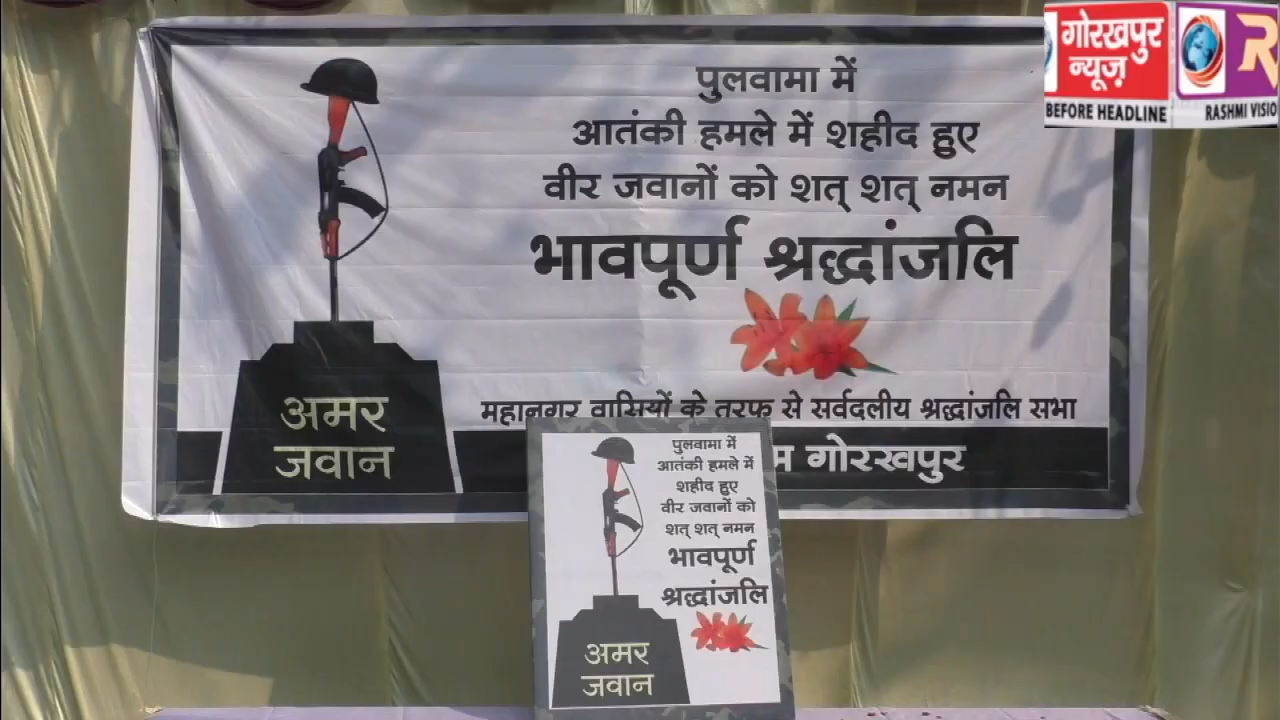 पुलवामा में
आतंकी हमले में शहीद हुए
वीर जवानों को शत् शत् नमन
भावपूर्ण श्रद्धांजलि
महानगर वासियों के तरफ से सर्वदलीय श्रद्धांजलि सभा
गोरखपुर
अमर
जवान
पुलवामा में
आतंकी हमले में
शहीद हुए
वीर जवानों को
शत् शत् नमन
भावपूर्ण
श्रद्धांजलि
अमर
जवान
गोरखपुर
न्यूज़
BEFORE HEADLINE
R
RASHMI VISIO